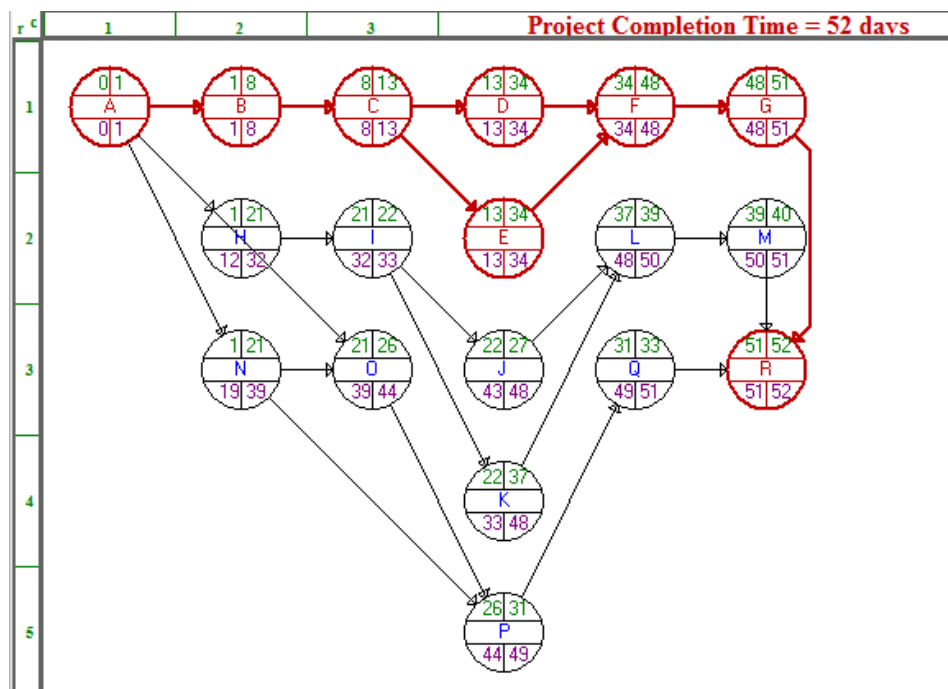 r c 1 2 3 Project Completion Time = 52 days
1
0 1 1 8 8 13 13 34 34 48 48 51
A B C D F G
0 1 1 8 8 13 13 34 34 48 48 51
2
1 21 21 22 13 34 37 39 39 40
H I E L M
12 32 32 33 13 34 48 50 50 51
3
1 21 21 26 22 27 31 33 51 52
N O J Q R
19 39 39 44 43 48 49 51 51 52
4
22 37
K
33 48
5
26 31
P
44 49